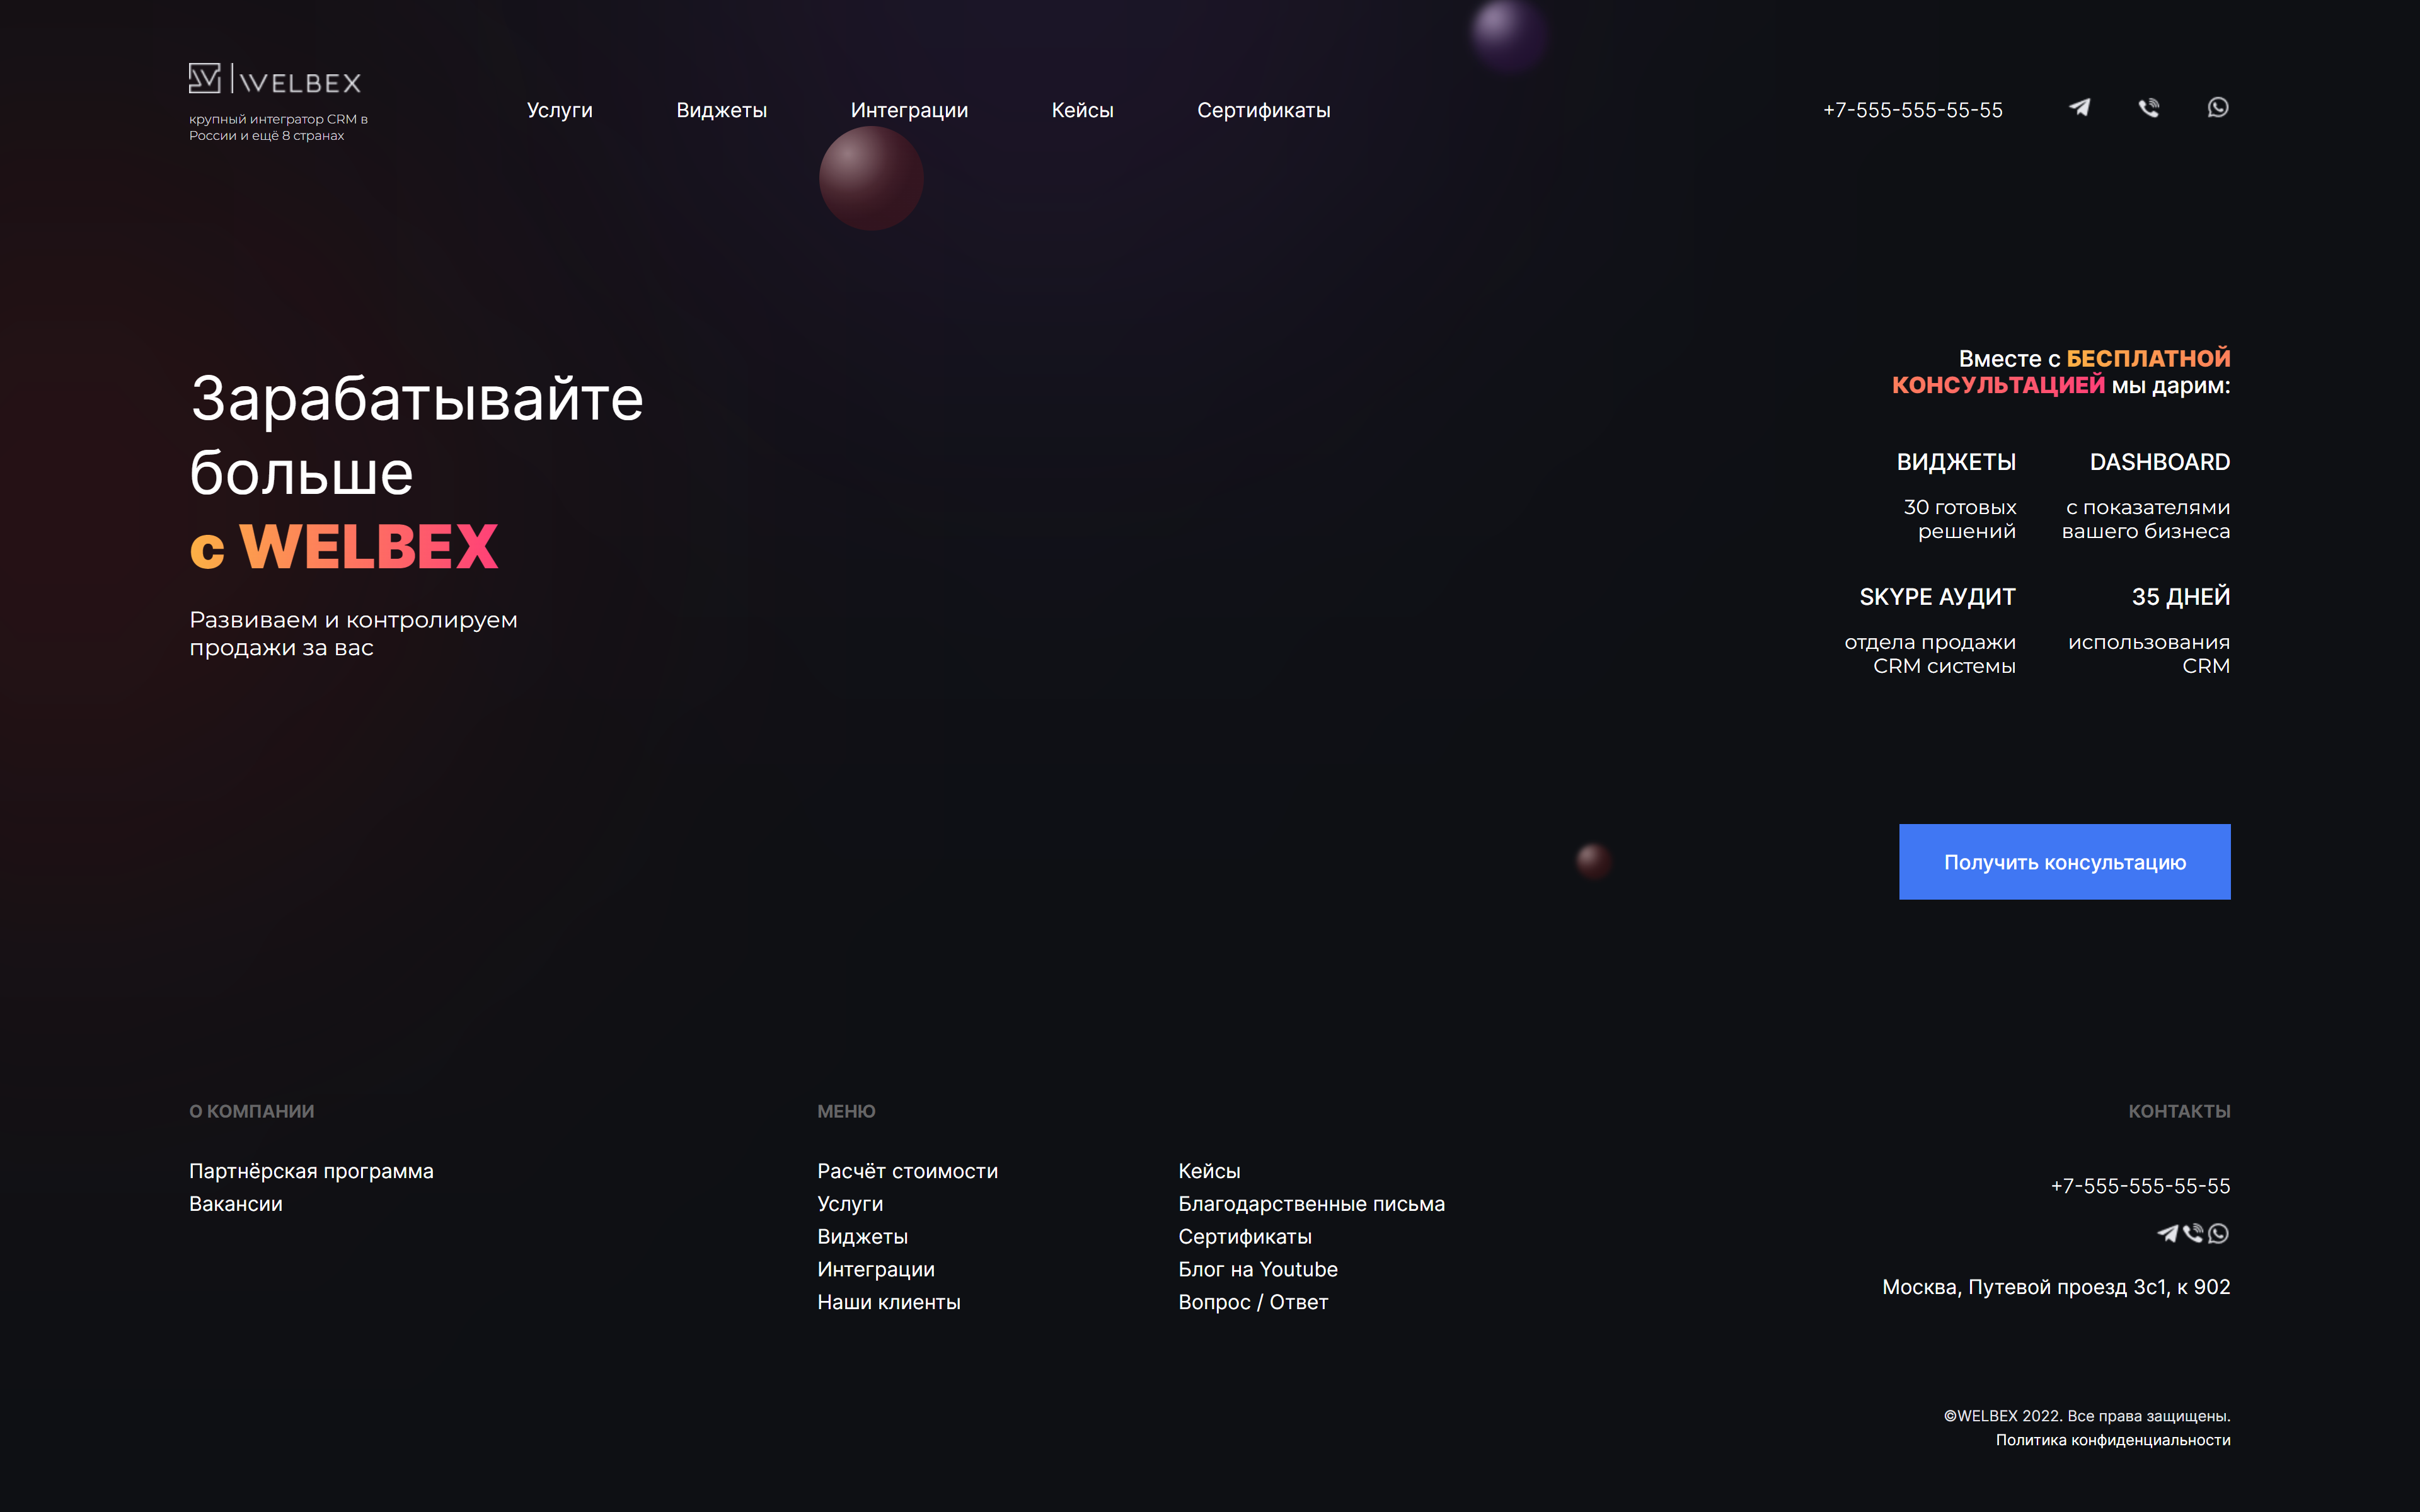 WELBEX
крупный интегратор CRM в
России и ещё 8 странах
Услуги Виджеты Интеграции Кейсы Сертификаты
+7-555-555-55-55
Зарабатывайте
больше
с WELBEX
Развиваем и контролируем
продажи за вас
Вместе с БЕСПЛАТНОЙ
КОНСУЛЬТАЦИЕЙ мы дарим:
ВИДЖЕТЫ
30 готовых
решений
DASHBOARD
с показателями
вашего бизнеса
SKYPE АУДИТ
отдела продажи
CRM системы
35 ДНЕЙ
использования
CRM
Получить консультацию
О КОМПАНИИ
Партнёрская программа
Вакансии
МЕНЮ
Расчёт стоимости
Услуги
Виджеты
Интеграции
Наши клиенты
Кейсы
Благодарственные письма
Сертификаты
Блог на Youtube
Вопрос / Ответ
КОНТАКТЫ
+7-555-555-55-55
Москва, Путевой проезд 3с1, к 902
©WELBEX 2022. Все права защищены.
Политика конфиденциальности